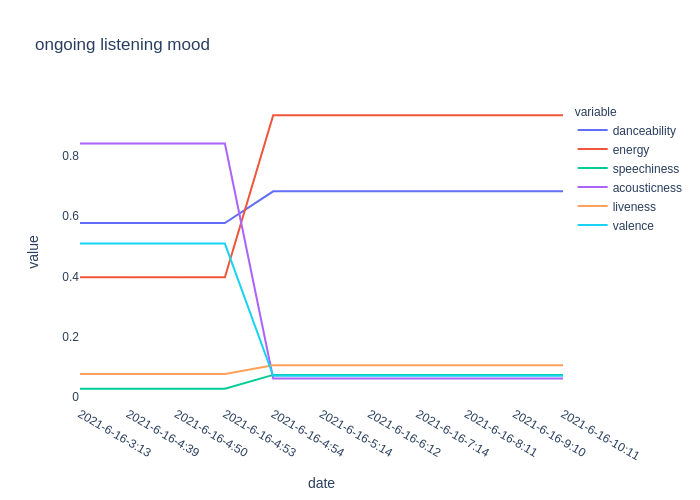 ongoing listening mood
variable
danceability
energy
speechiness
acousticness
liveness
valence
value
0.8
0.6
0.4
0.2
0
2021-6-16-3:13
2021-6-16-4:39
2021-6-16-4:50
2021-6-16-4:53
2021-6-16-4:54
2021-6-16-5:14
2021-6-16-6:12
2021-6-16-7:14
2021-6-16-8:11
2021-6-16-9:10
2021-6-16-10:11
date